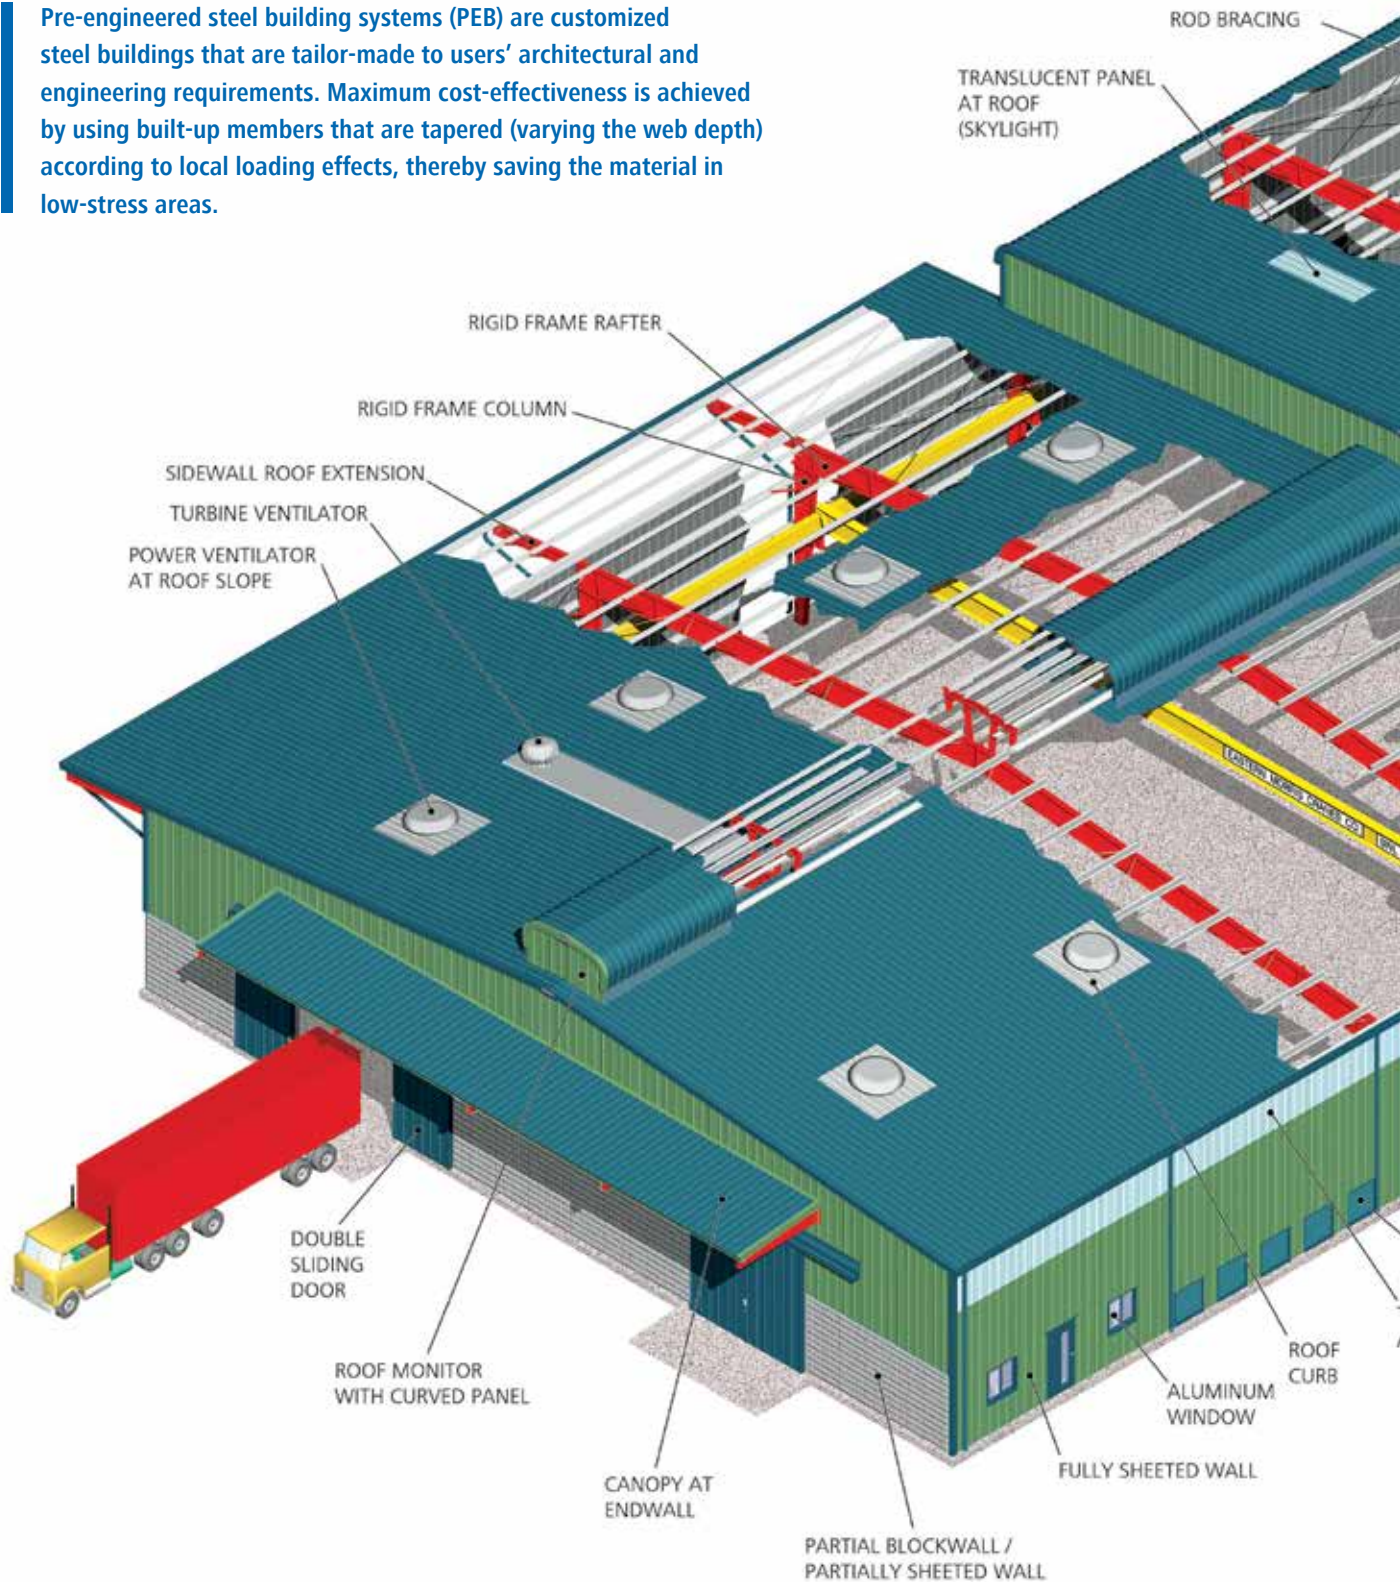 Pre-engineered steel building systems (PEB) are customized
steel buildings that are tailor-made to users’ architectural and
engineering requirements. Maximum cost-effectiveness is achieved
by using built-up members that are tapered (varying the web depth)
according to local loading effects, thereby saving the material in
low-stress areas.
ROD BRACING
TRANSLUCENT PANEL
AT ROOF
(SKYLIGHT)
RIGID FRAME RAFTER
RIGID FRAME COLUMN
SIDEWALL ROOF EXTENSION
TURBINE VENTILATOR
POWER VENTILATOR
AT ROOF SLOPE
EASTERN MORRIS CRANES CO
DOUBLE
SLIDING
DOOR
ROOF MONITOR
WITH CURVED PANEL
CANOPY AT
ENDWALL
PARTIAL BLOCKWALL /
PARTIALLY SHEETED WALL
FULLY SHEETED WALL
ALUMINUM
WINDOW
ROOF
CURB